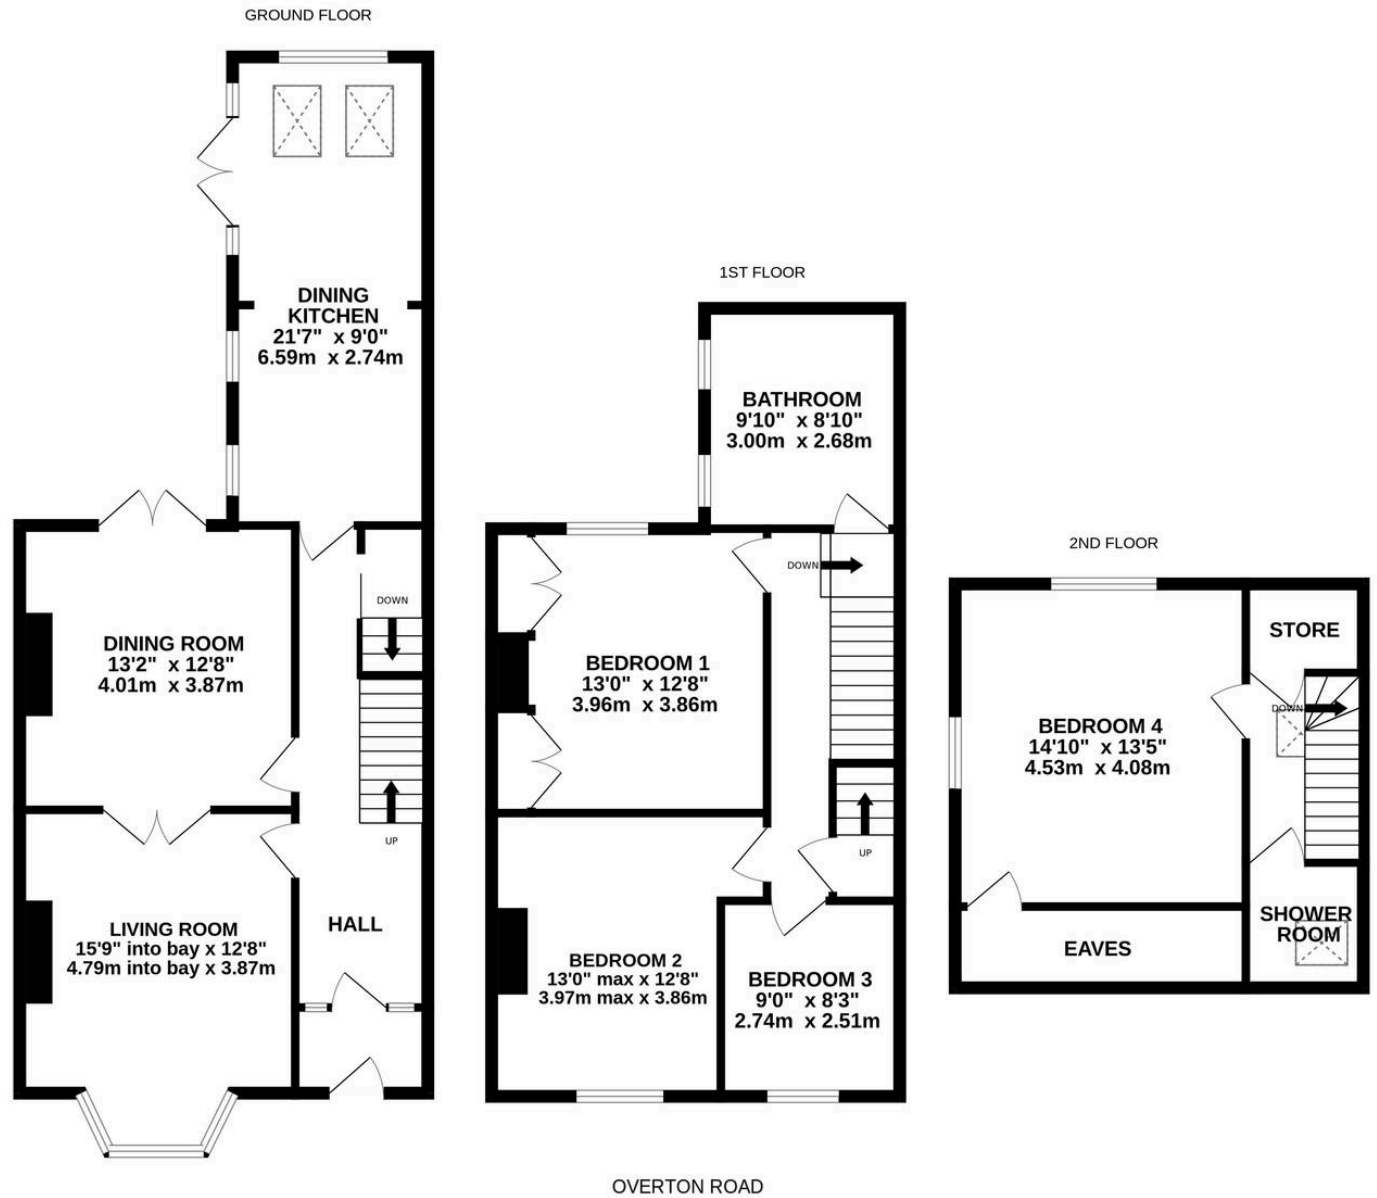 GROUND FLOOR
DINING
KITCHEN
21'7" x 9'0"
6.59m x 2.74m
DOWN
DINING ROOM
13'2" x 12'8"
4.01m x 3.87m
UP
HALL
LIVING ROOM
15'9" into bay x 12'8"
4.79m into bay x 3.87m
1ST FLOOR
BATHROOM
9'10" x 8'10"
3.00m x 2.68m
DOWN
BEDROOM 1
13'0" x 12'8"
3.96m x 3.86m
UP
BEDROOM 2
13'0" max x 12'8"
3.97m max x 3.86m
BEDROOM 3
9'0" x 8'3"
2.74m x 2.51m
2ND FLOOR
STORE
DOWN
BEDROOM 4
14'10" x 13'5"
4.53m x 4.08m
SHOWER
ROOM
EAVES
OVERTON ROAD